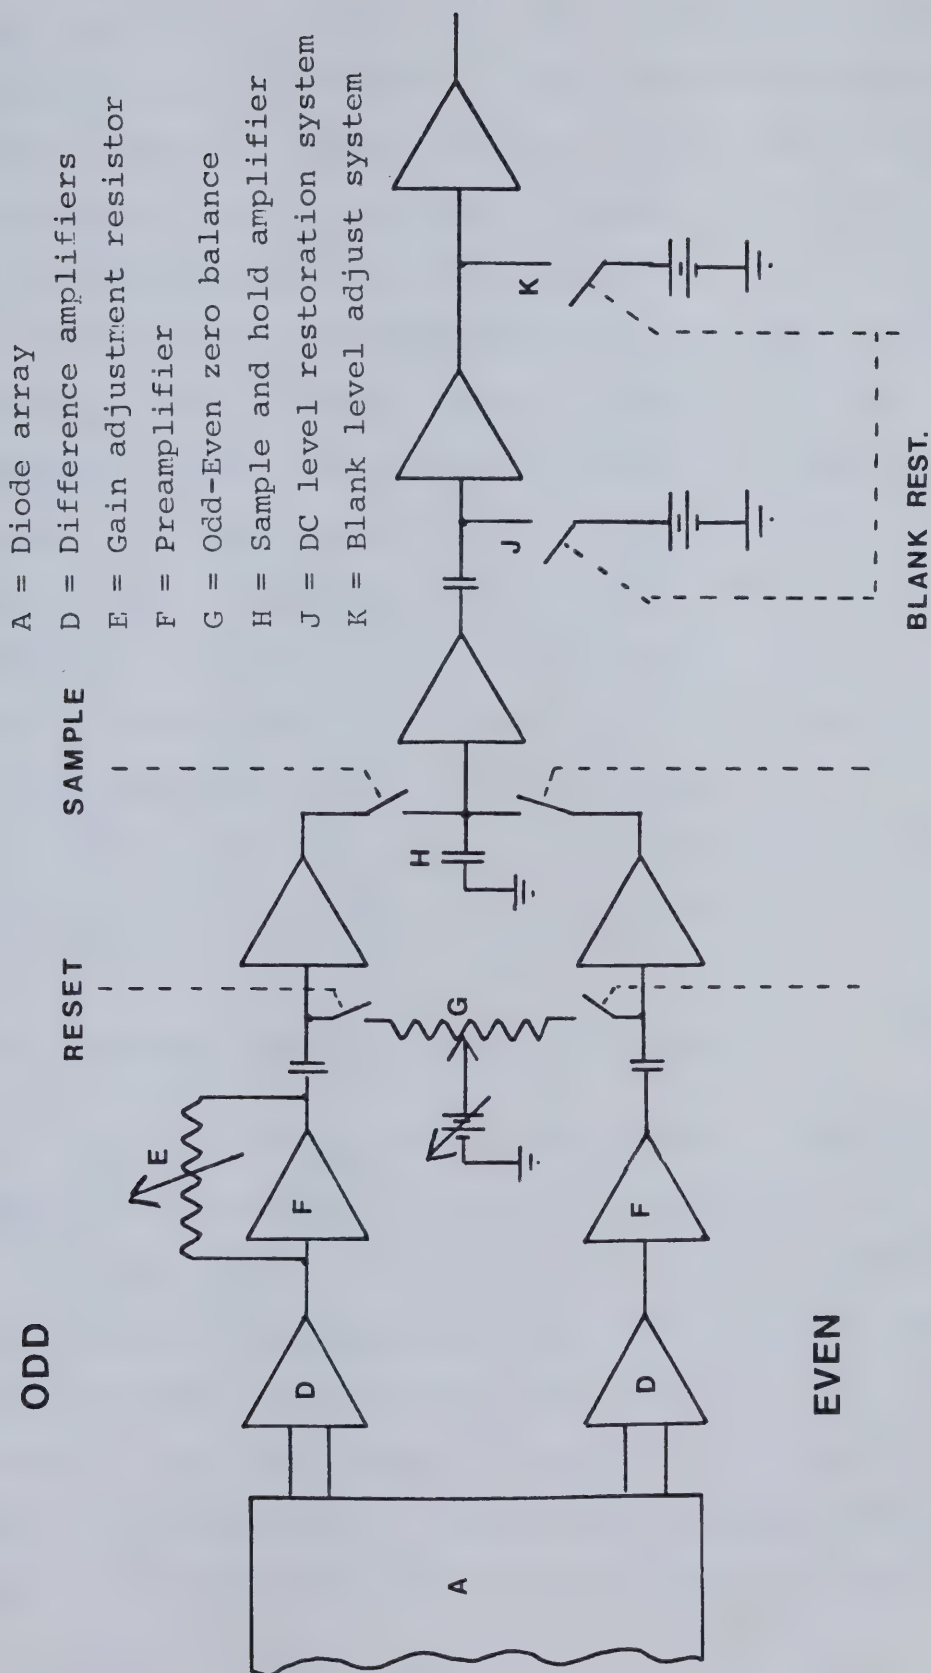 A = Diode array
D = Difference amplifiers
E = Gain adjustment resistor
F = Preamplifier
G = Odd-Even zero balance
H = Sample and hold amplifier
J = DC level restoration system
K = Blank level adjust system
ODD
RESET
SAMPLE
E
D
F
A
G
H
J
K
D
F
EVEN
BLANK REST.